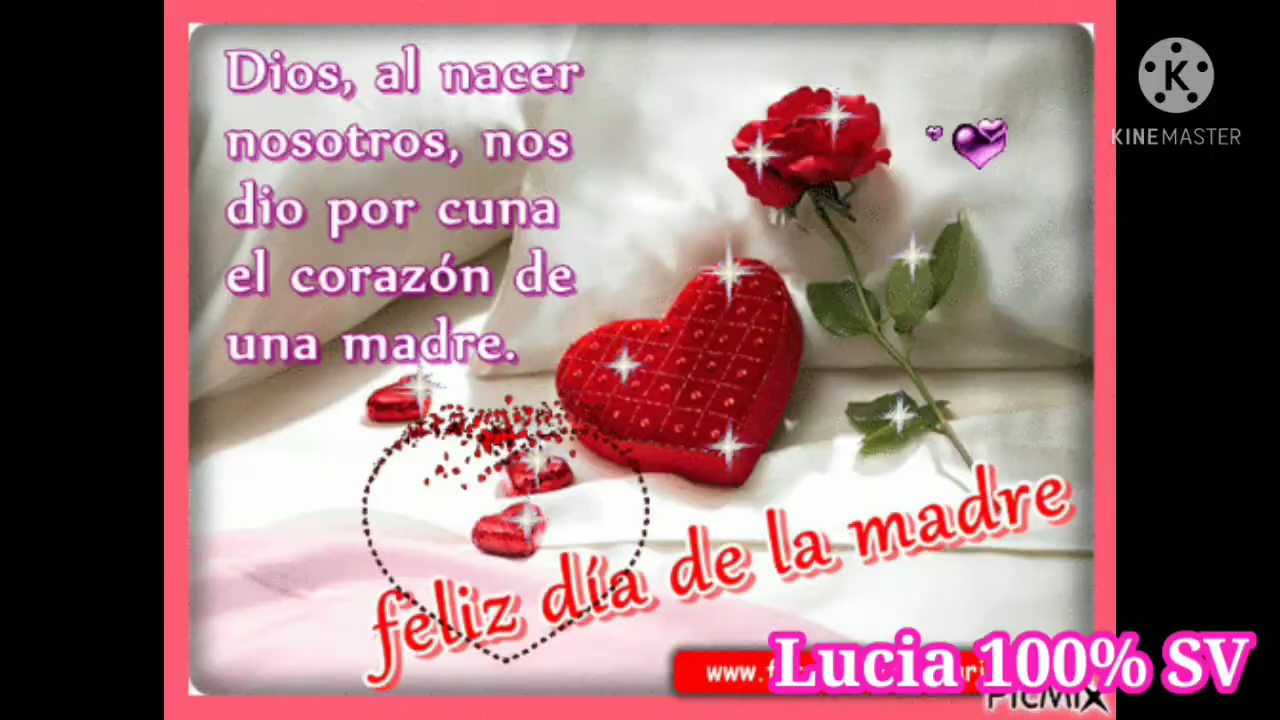 Dios, al nacer
nosotros, nos
dio por cuna
el corazón de
una madre.
K
KINEMASTER
feliz día de la madre
Lucia 100% SV
PicMix